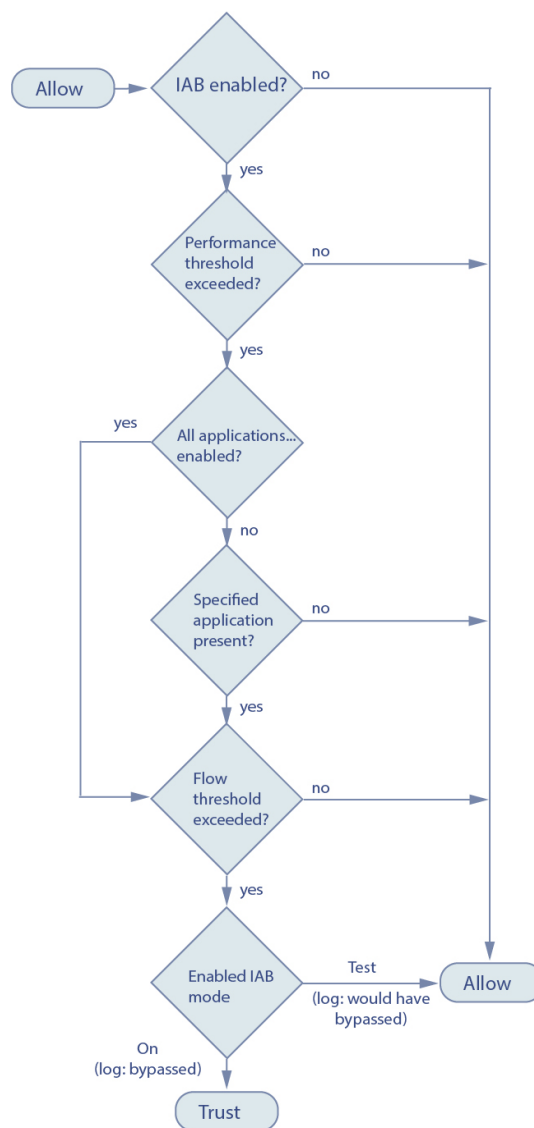 Allow
IAB enabled?
no
yes
Performance
threshold
exceeded?
no
yes
yes
All applications...
enabled?
no
Specified
application
present?
no
yes
Flow
threshold
exceeded?
no
yes
Enabled IAB
mode
Test
(log: would have
bypassed)
Allow
On
(log: bypassed)
Trust